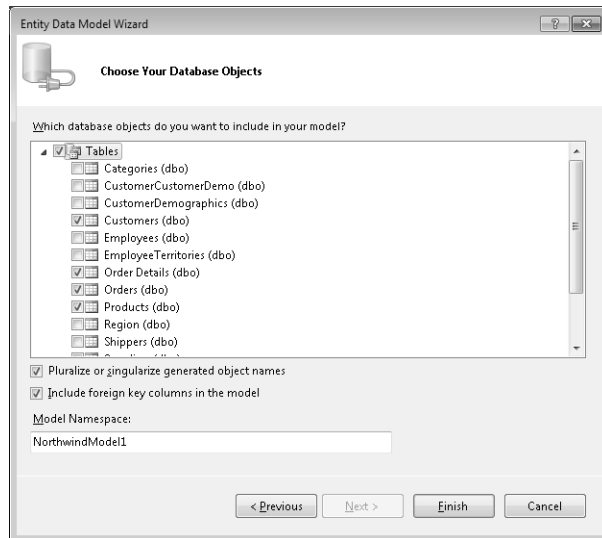 Entity Data Model Wizard
Choose Your Database Objects
Which database objects do you want to include in your model?
Tables
Categories (dbo)
CustomerCustomerDemo (dbo)
CustomerDemographics (dbo)
Customers (dbo)
Employees (dbo)
EmployeeTerritories (dbo)
Order Details (dbo)
Orders (dbo)
Products (dbo)
Region (dbo)
Shippers (dbo)
Pluralize or singularize generated object names
Include foreign key columns in the model
Model Namespace:
NorthwindModel1
< Previous Next > Finish Cancel